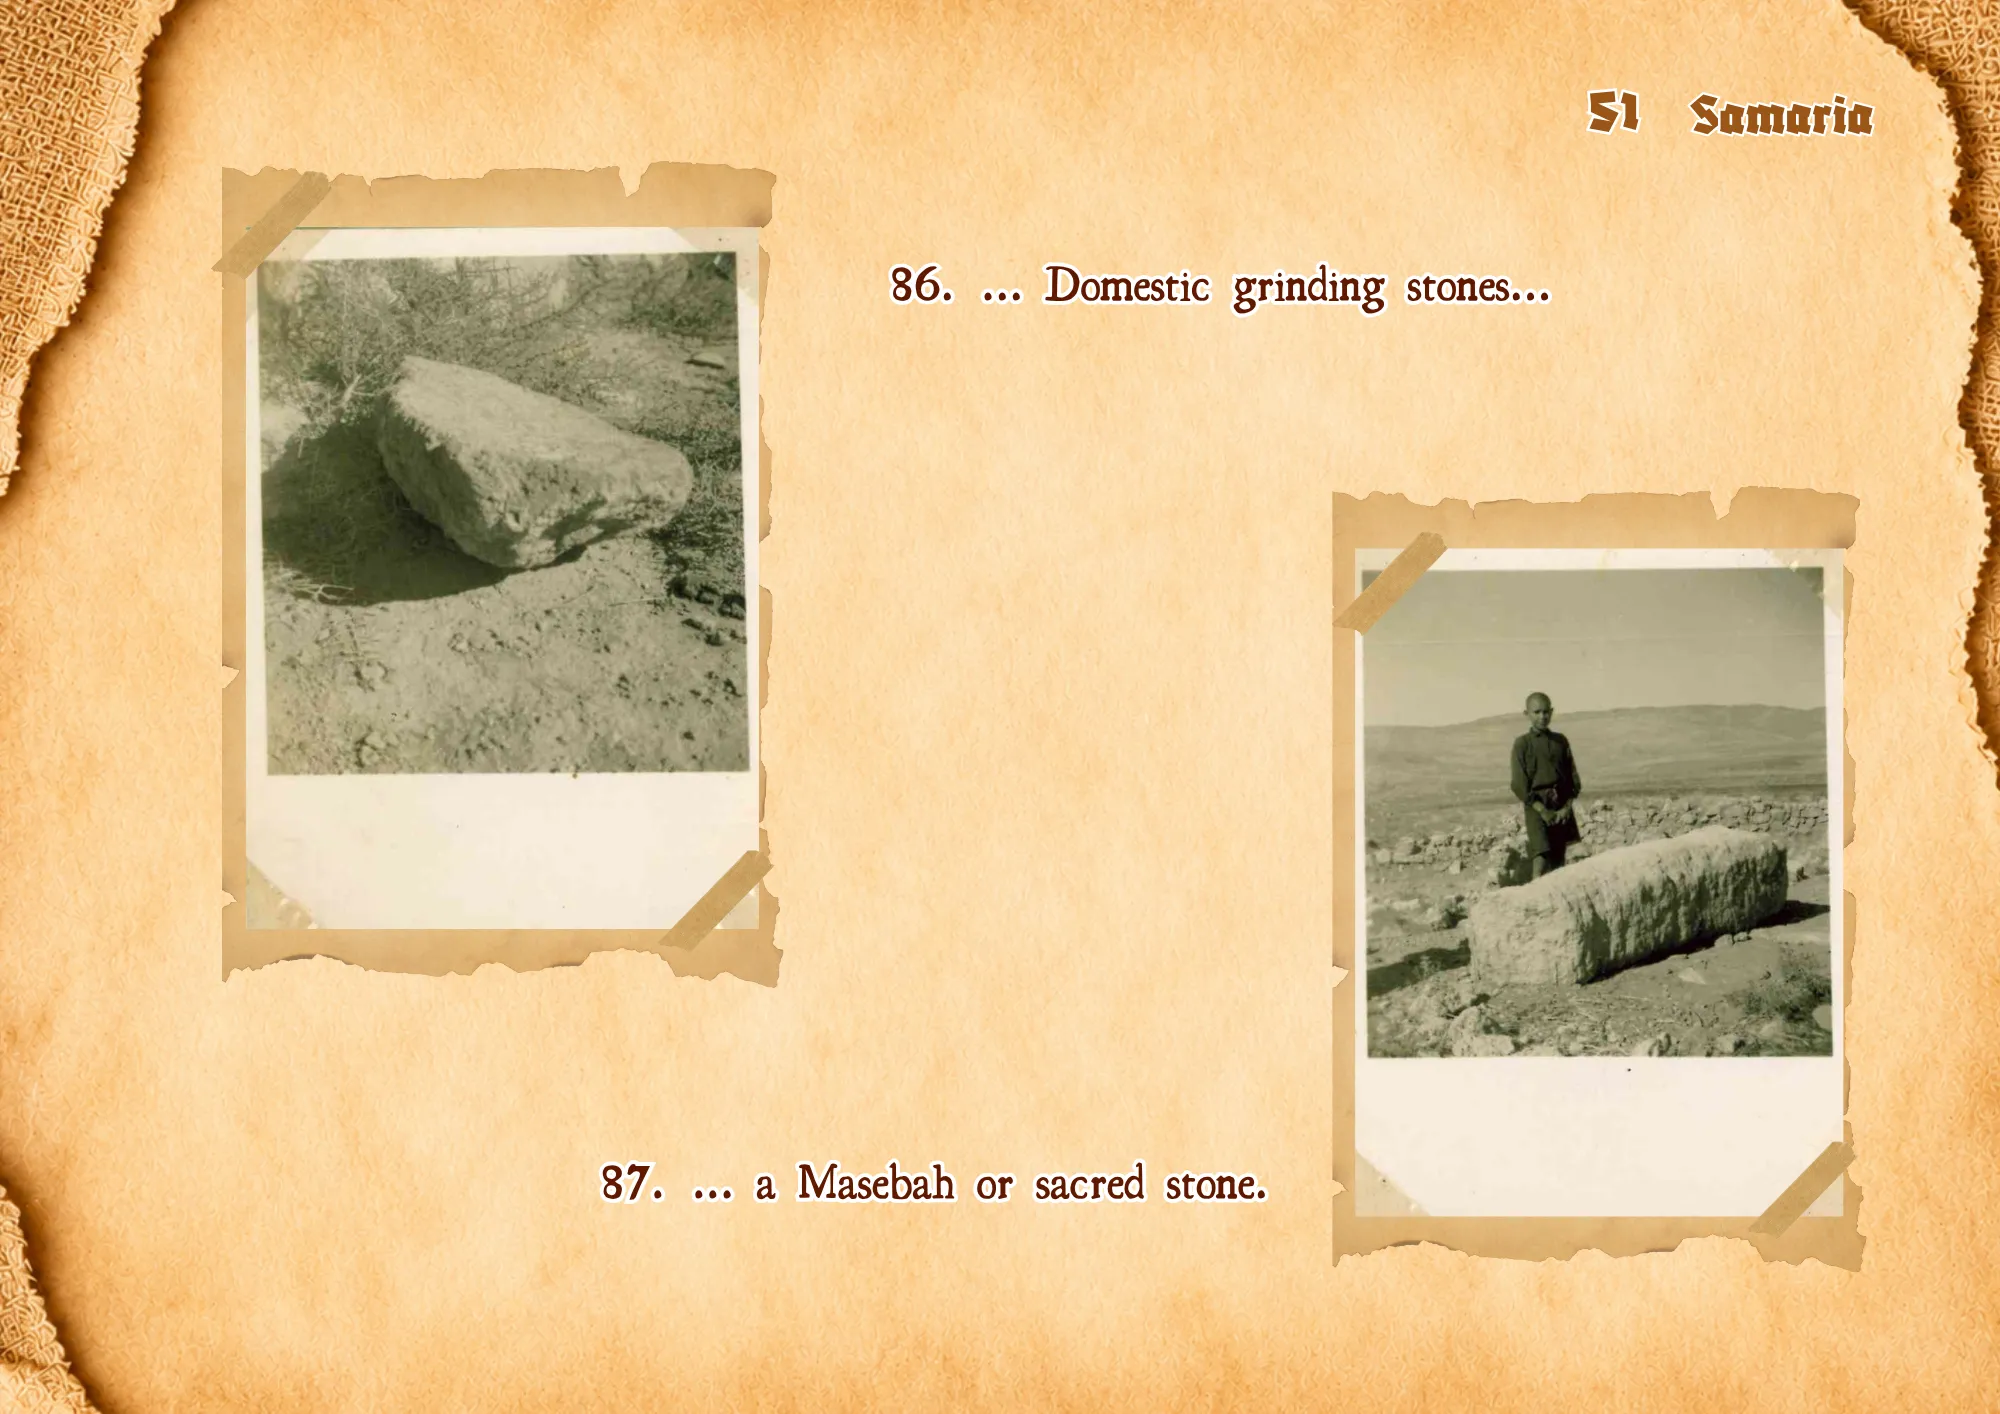 51 Samaria
86. ... Domestic grinding stones...
87. ... a Masebah or sacred stone.